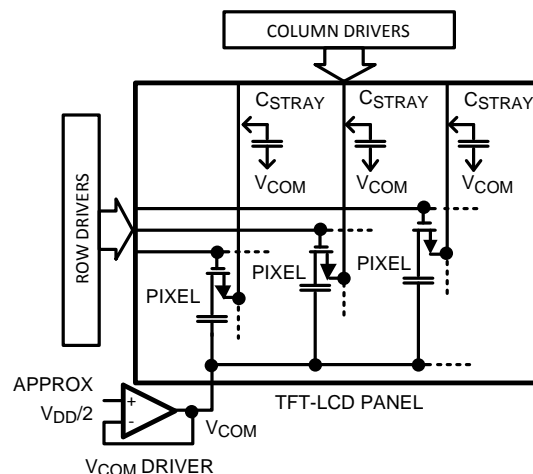 COLUMN DRIVERS
ROW DRIVERS
CSTRAY CSTRAY CSTRAY
VCOM VCOM VCOM
PIXEL PIXEL PIXEL
APPROX
VDD/2
+
-
VCOM
VCOM DRIVER
TFT-LCD PANEL